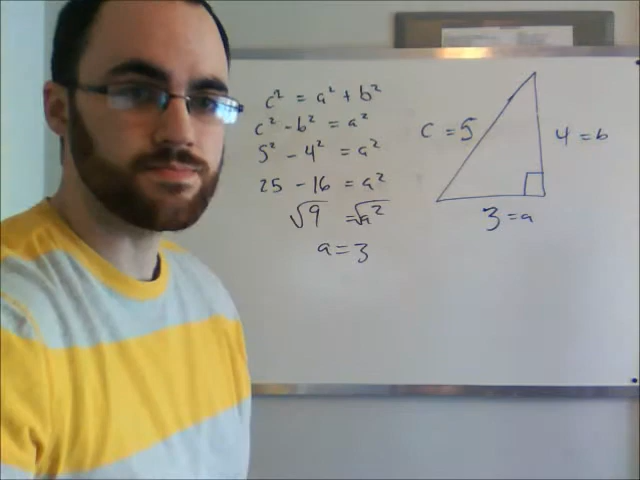 c² = a² + b²
c² - b² = a²
5² - 4² = a²
25 - 16 = a²
√9 = √a²
a = 3
c = 5
4 = b
3 = a